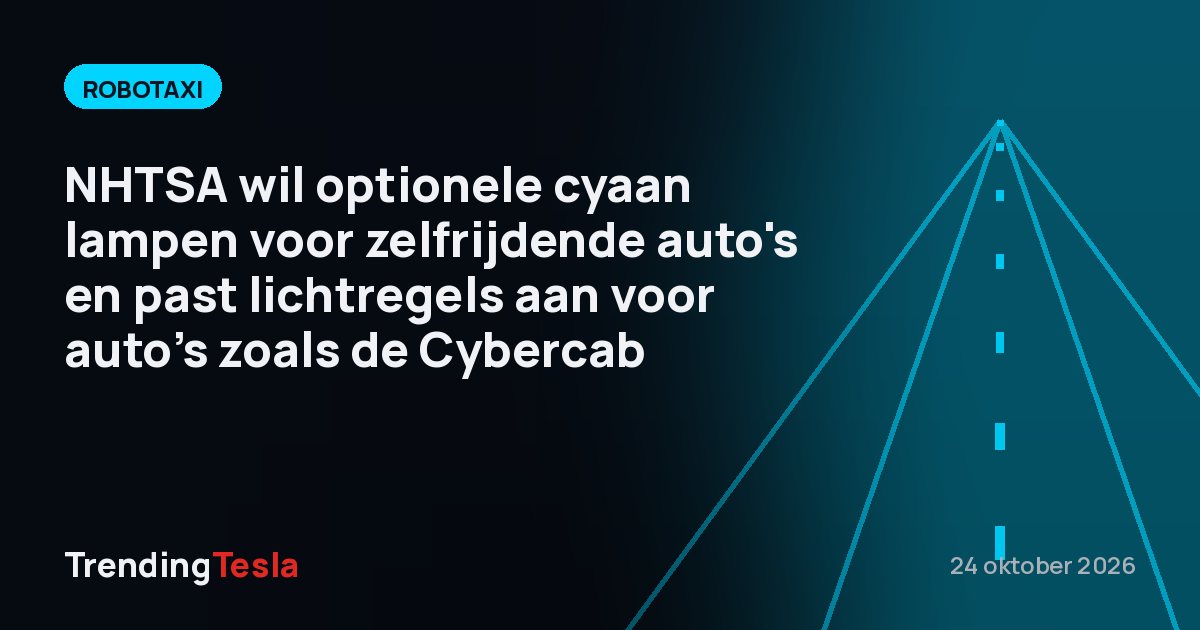 ROBOTAXI
NHTSA wil optionele cyaan
lampen voor zelfrijdende auto's
en past lichtregels aan voor
auto’s zoals de Cybercab
TrendingTesla
24 oktober 2026